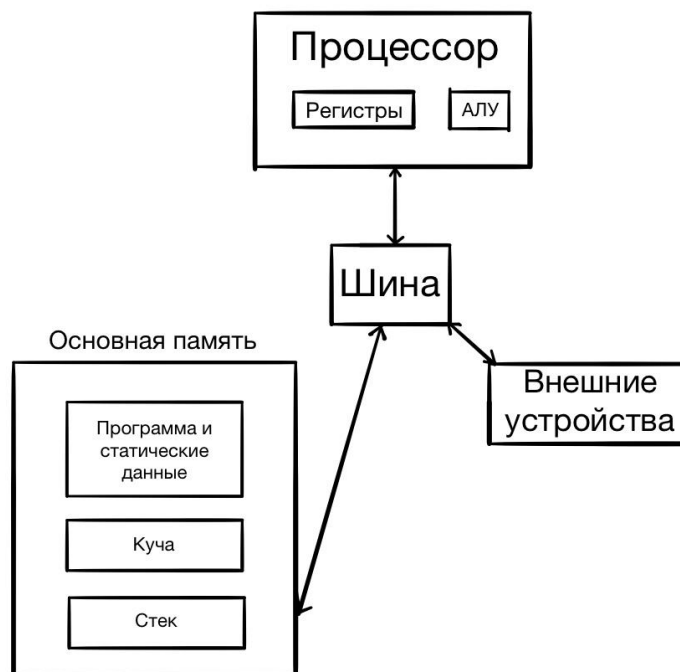 Процессор
Регистры
АЛУ
Шина
Основная память
Внешние
устройства
Программа и
статические
данные
Куча
Стек